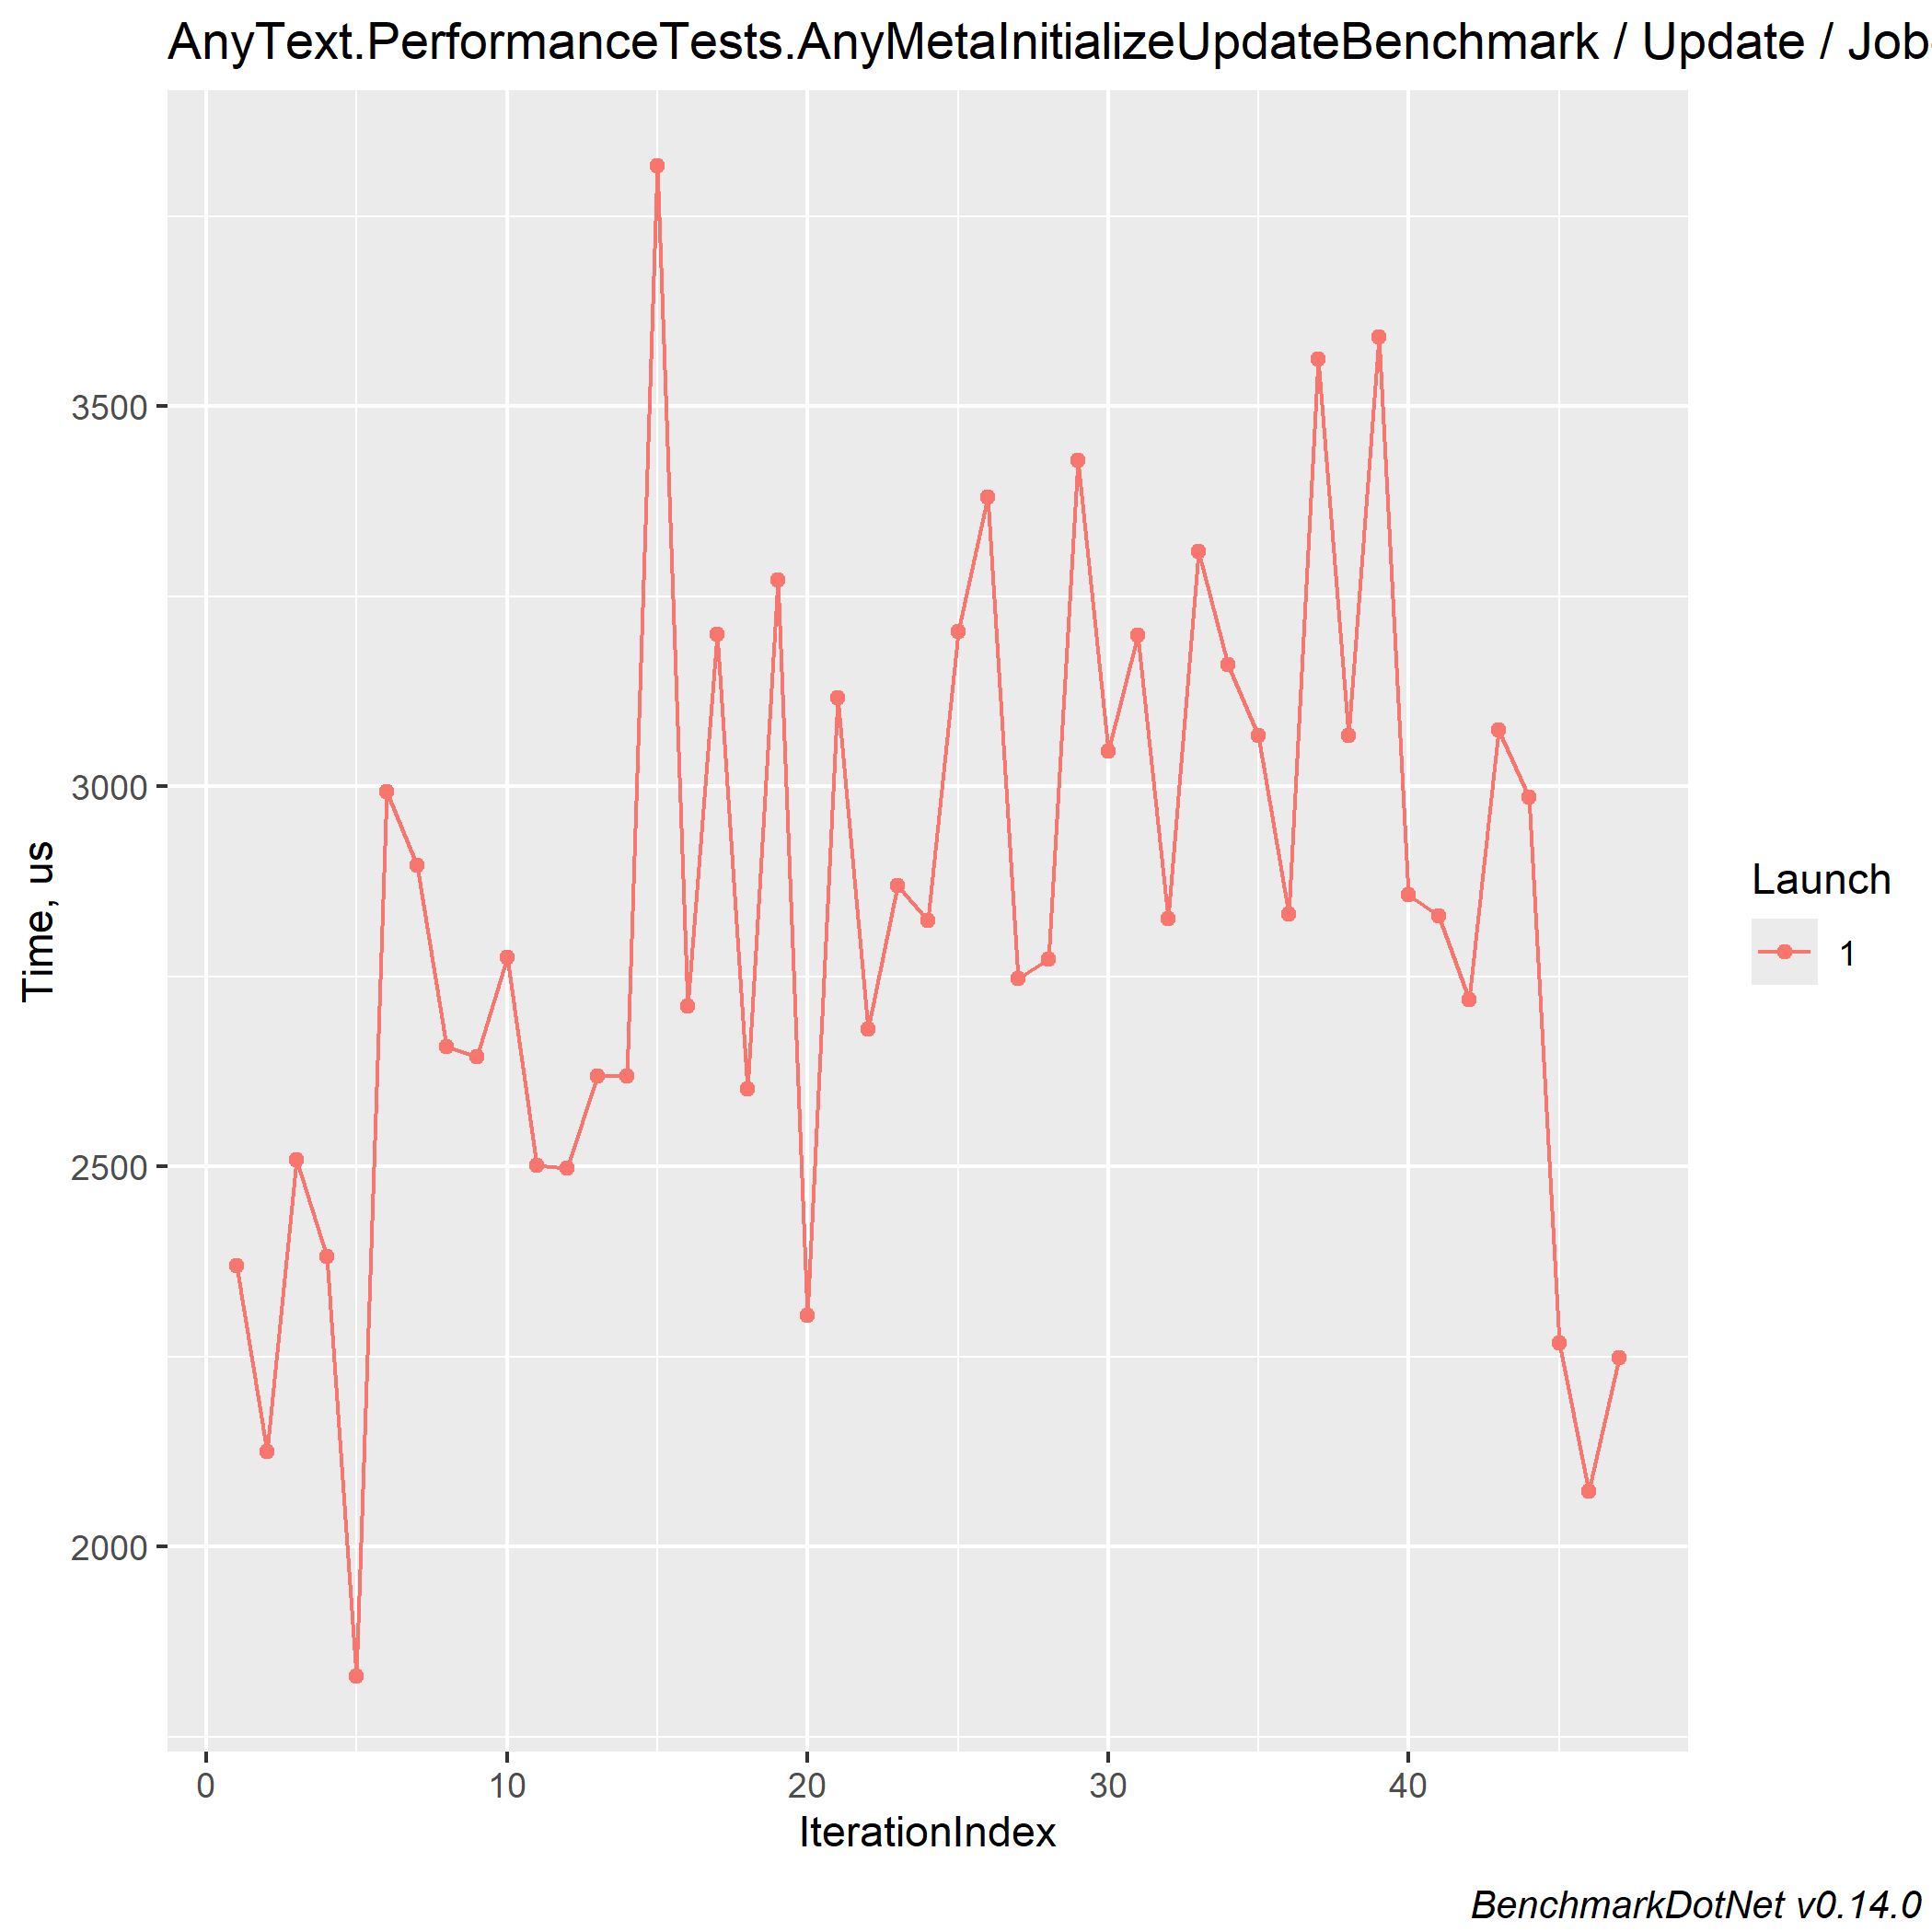 AnyText.PerformanceTests.AnyMetaInitializeUpdateBenchmark / Update / Job
3500
3000
2500
2000
Time, us
0 10 20 30 40
IterationIndex
Launch
1
BenchmarkDotNet v0.14.0